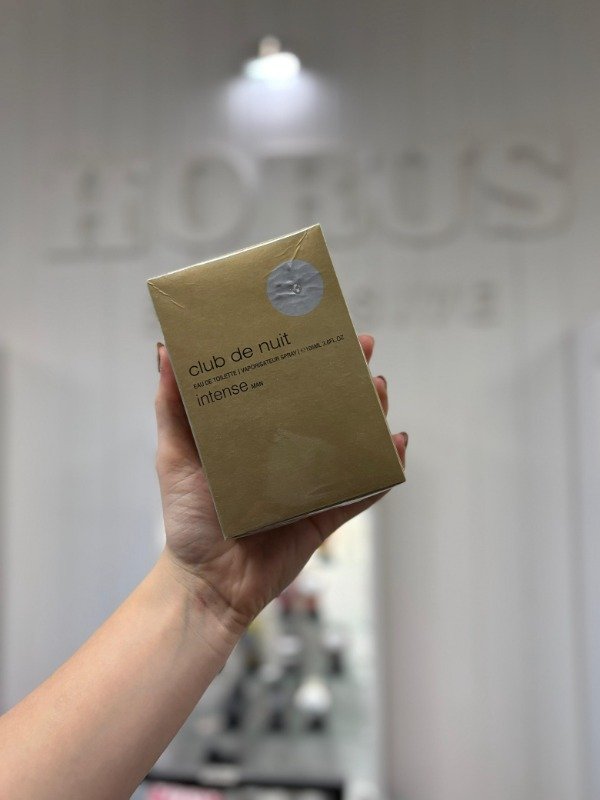 HORUS
club de nuit
EAU DE TOILETTE | VAPORISATEUR SPRAY | 105ML 3.6FL.OZ
intense MAN